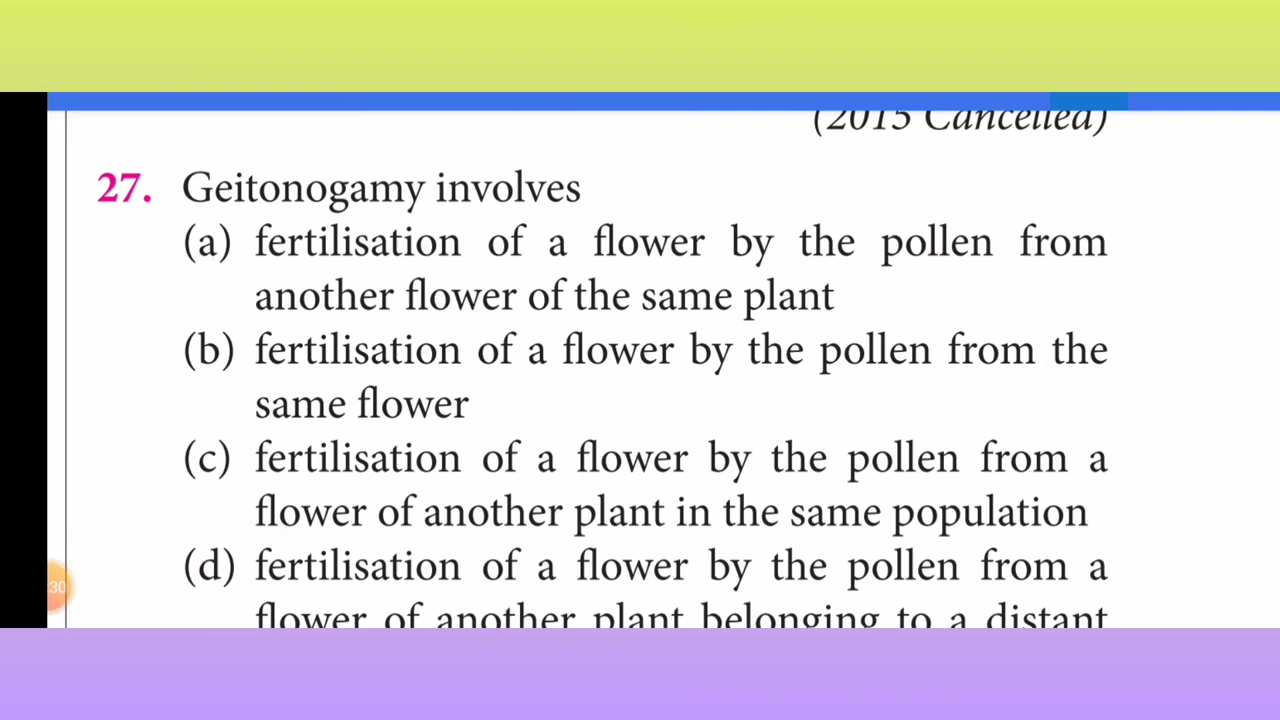 (2015 Cancelled)
27. Geitonogamy involves
(a) fertilisation of a flower by the pollen from
another flower of the same plant
(b) fertilisation of a flower by the pollen from the
same flower
(c) fertilisation of a flower by the pollen from a
flower of another plant in the same population
(d) fertilisation of a flower by the pollen from a
flower of another plant belonging to a distant
:30